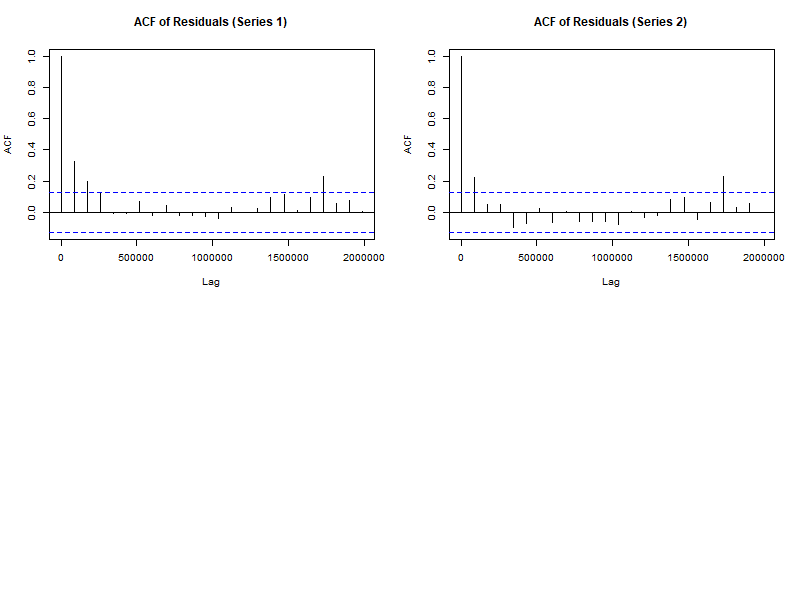 ACF of Residuals (Series 1)
ACF
0.0 0.2 0.4 0.6 0.8 1.0
0 500000 1000000 1500000 2000000
Lag
ACF of Residuals (Series 2)
ACF
0.0 0.2 0.4 0.6 0.8 1.0
0 500000 1000000 1500000 2000000
Lag